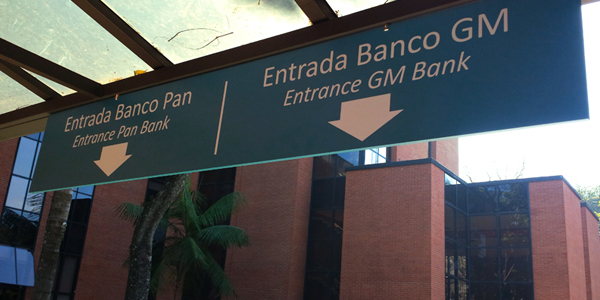 Entrada Banco Pan
Entrance Pan Bank
Entrada Banco GM
Entrance GM Bank